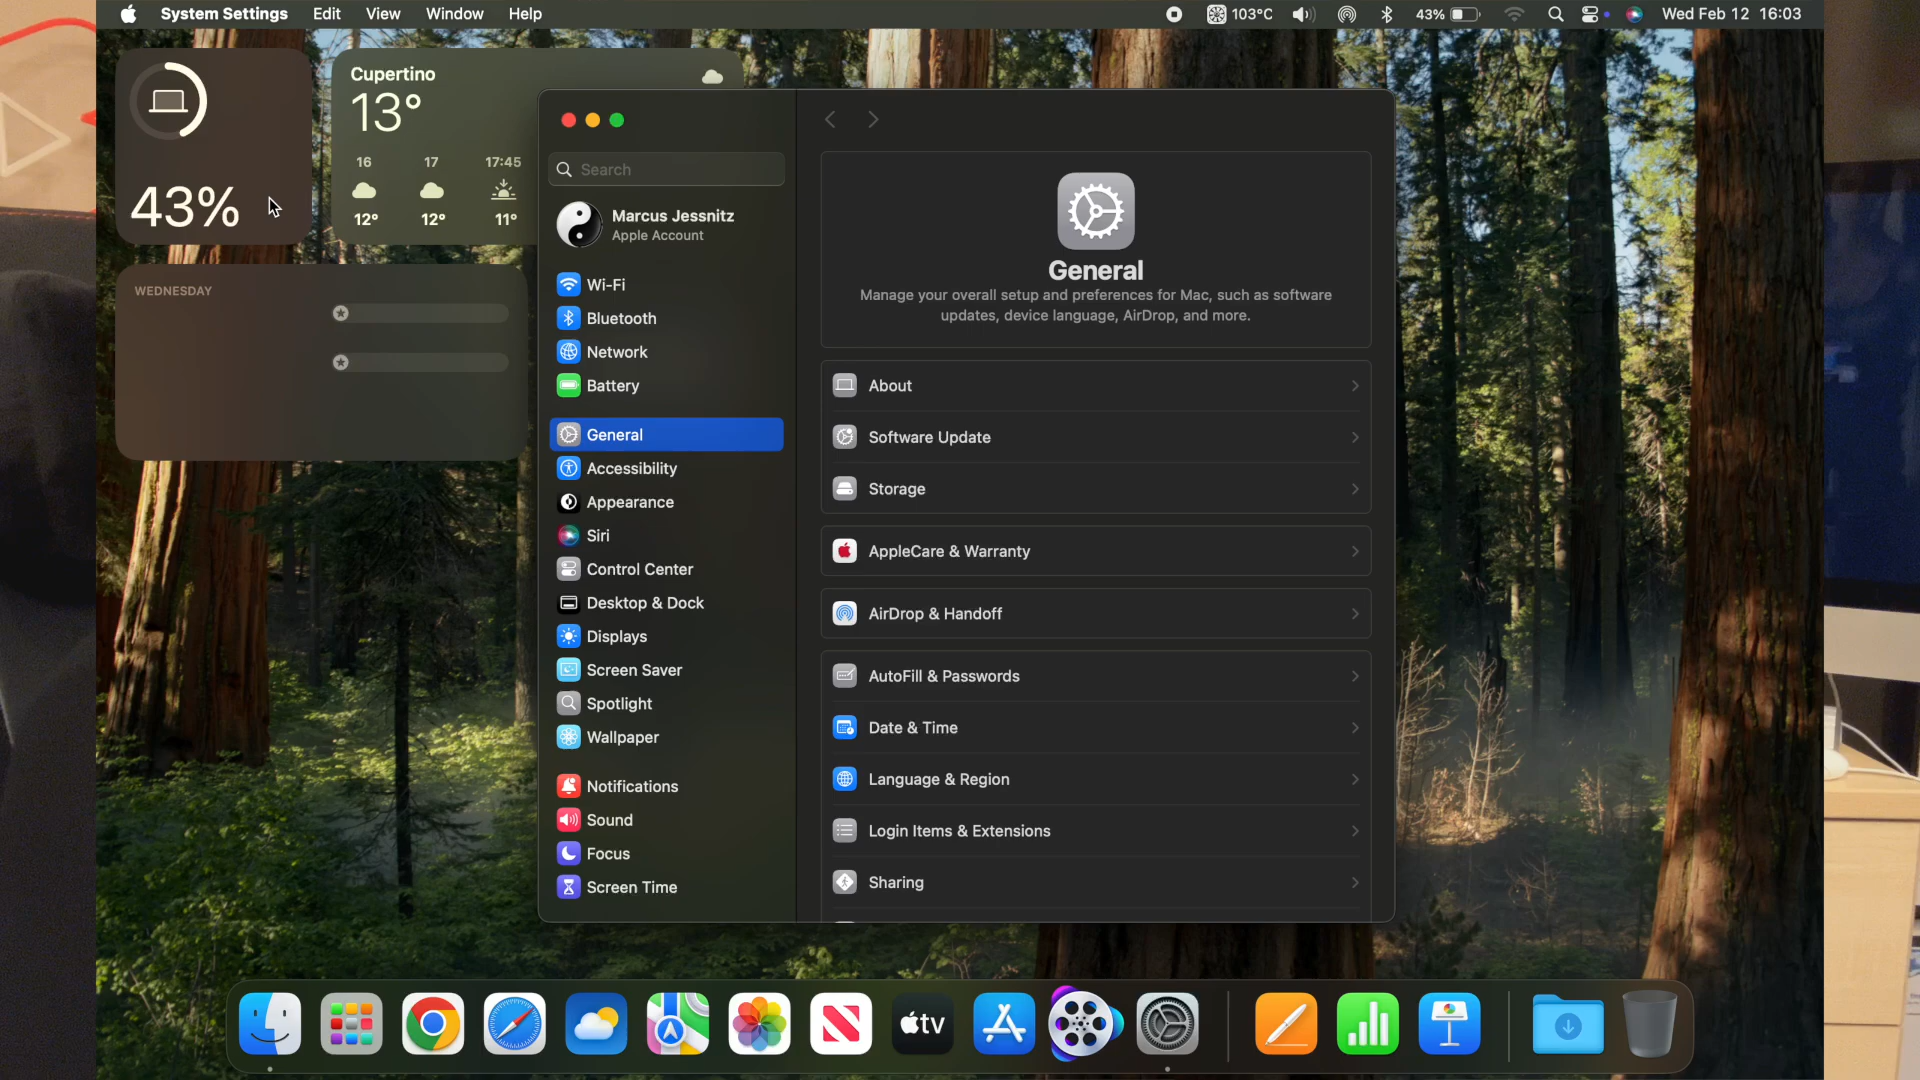 System Settings Edit View Window Help 103°C 43% Wed Feb 12 16:03
43%
Cupertino
13°
16 17 17:45
12° 12° 11°
WEDNESDAY
Search
Marcus Jessnitz
Apple Account
Wi-Fi
Bluetooth
Network
Battery
General
Accessibility
Appearance
Siri
Control Center
Desktop & Dock
Displays
Screen Saver
Spotlight
Wallpaper
Notifications
Sound
Focus
Screen Time
General
Manage your overall setup and preferences for Mac, such as software
updates, device language, AirDrop, and more.
About
Software Update
Storage
AppleCare & Warranty
AirDrop & Handoff
AutoFill & Passwords
Date & Time
Language & Region
Login Items & Extensions
Sharing
tv